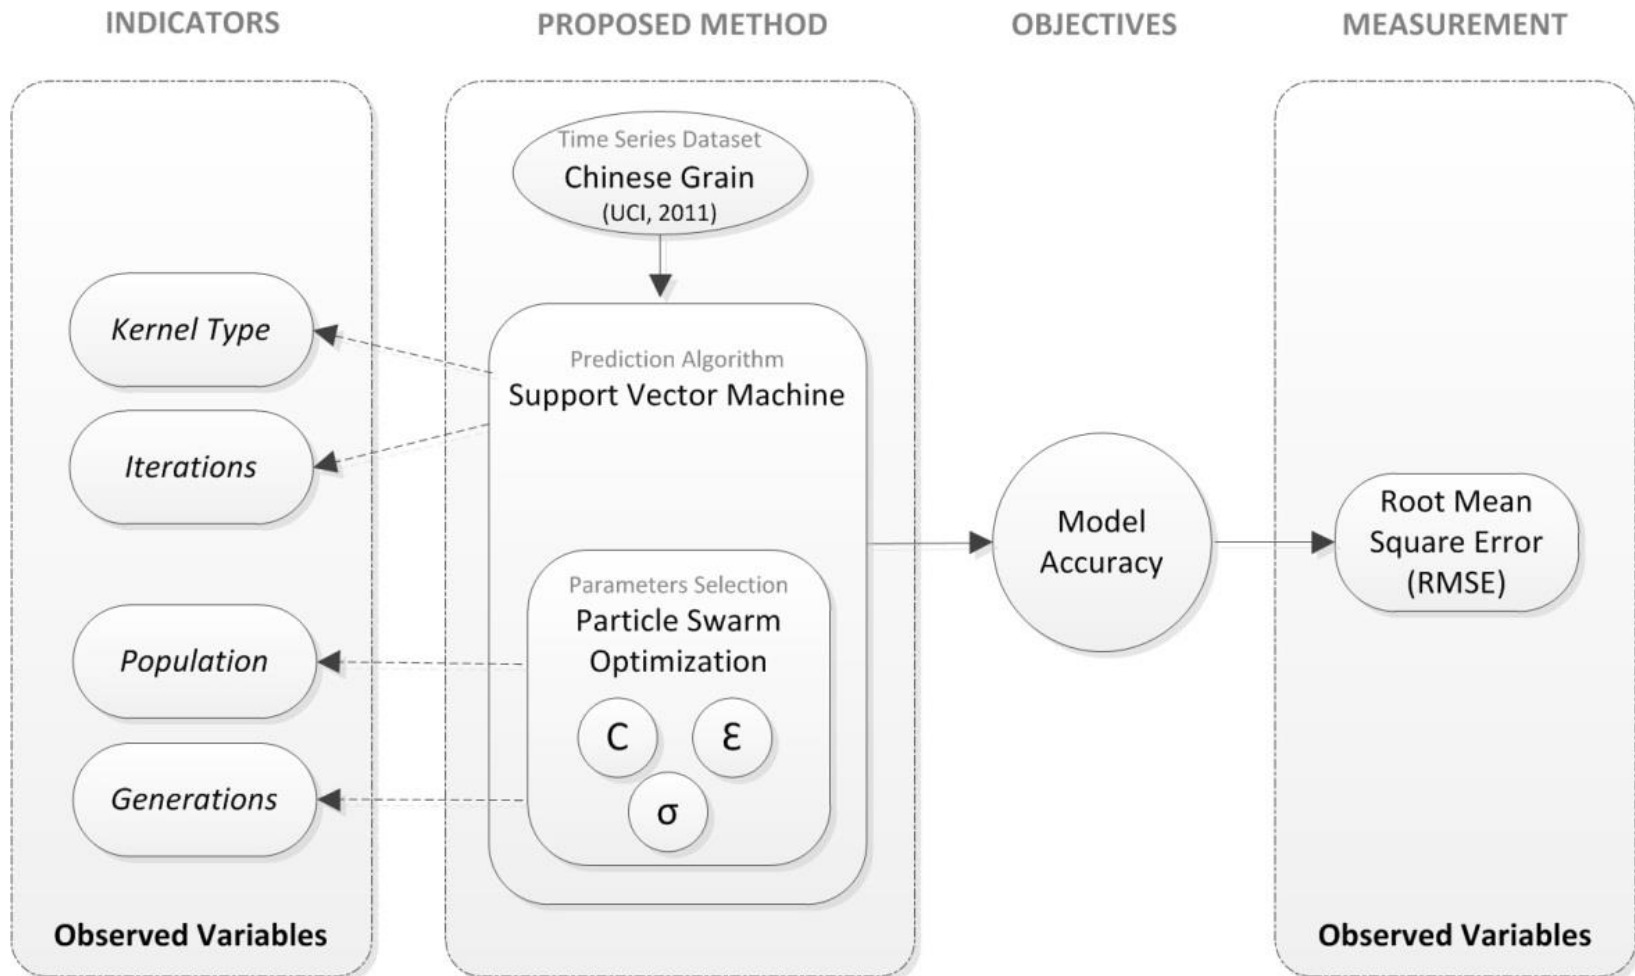 INDICATORS
PROPOSED METHOD
OBJECTIVES
MEASUREMENT
Time Series Dataset
Chinese Grain
(UCI, 2011)
Kernel Type
Iterations
Population
Generations
Observed Variables
Prediction Algorithm
Support Vector Machine
Parameters Selection
Particle Swarm
Optimization
C
Ɛ
σ
Model
Accuracy
Root Mean
Square Error
(RMSE)
Observed Variables